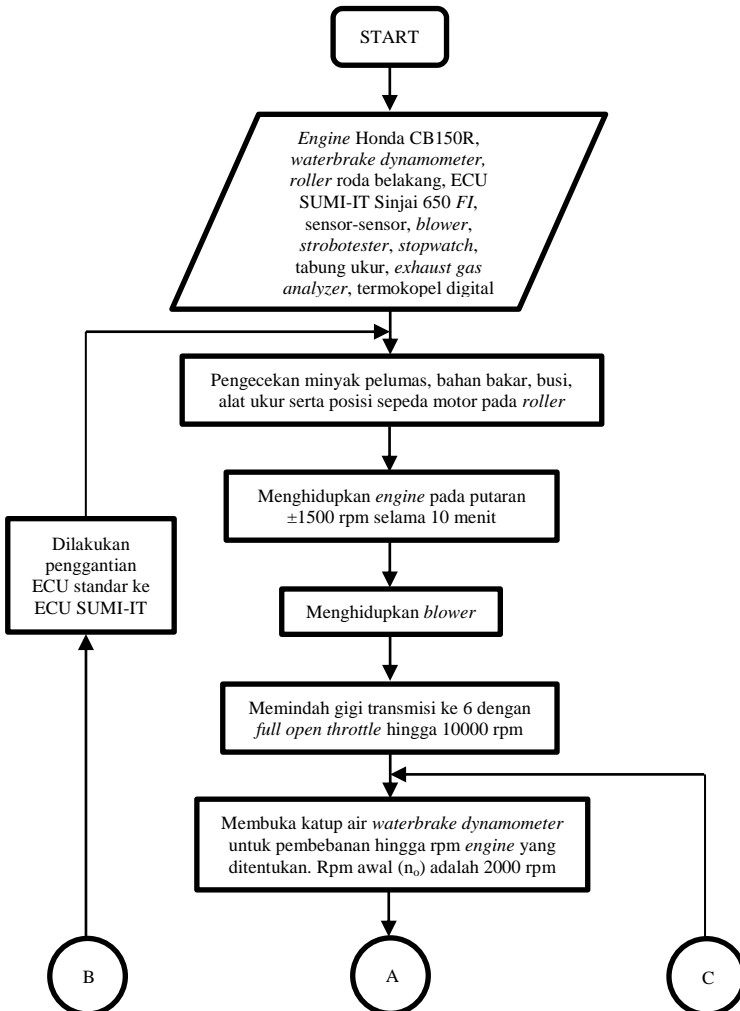 START
Engine Honda CB150R,
waterbrake dynamometer,
roller roda belakang, ECU
SUMI-IT Sinjai 650 FI,
sensor-sensor, blower,
strobotester, stopwatch,
tabung ukur, exhaust gas
analyzer, termokopel digital
Pengecekan minyak pelumas, bahan bakar, busi,
alat ukur serta posisi sepeda motor pada roller
Menghidupkan engine pada putaran
±1500 rpm selama 10 menit
Dilakukan
penggantian
ECU standar ke
ECU SUMI-IT
Menghidupkan blower
Memindah gigi transmisi ke 6 dengan
full open throttle hingga 10000 rpm
Membuka katup air waterbrake dynamometer
untuk pembebanan hingga rpm engine yang
ditentukan. Rpm awal (nₒ) adalah 2000 rpm
B
A
C